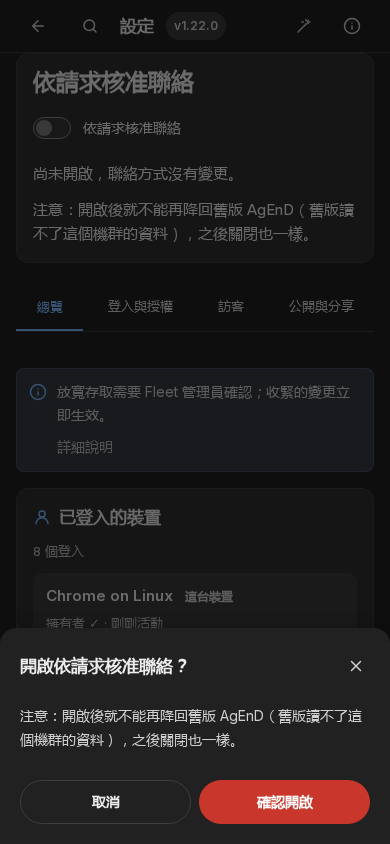 設定 v1.22.0
依請求核准聯絡
依請求核准聯絡
尚未開啟，聯絡方式沒有變更。
注意：開啟後就不能再降回舊版 AgEnD（舊版讀
不了這個機群的資料），之後關閉也一樣。
總覽 登入與授權 訪客 公開與分享
放寬存取需要 Fleet 管理員確認；收緊的變更立
即生效。
詳細說明
已登入的裝置
8 個登入
Chrome on Linux 這台裝置
擁有者 ✓ · 剛剛活動
開啟依請求核准聯絡？
注意：開啟後就不能再降回舊版 AgEnD（舊版讀不了這
個機群的資料），之後關閉也一樣。
取消 確認開啟